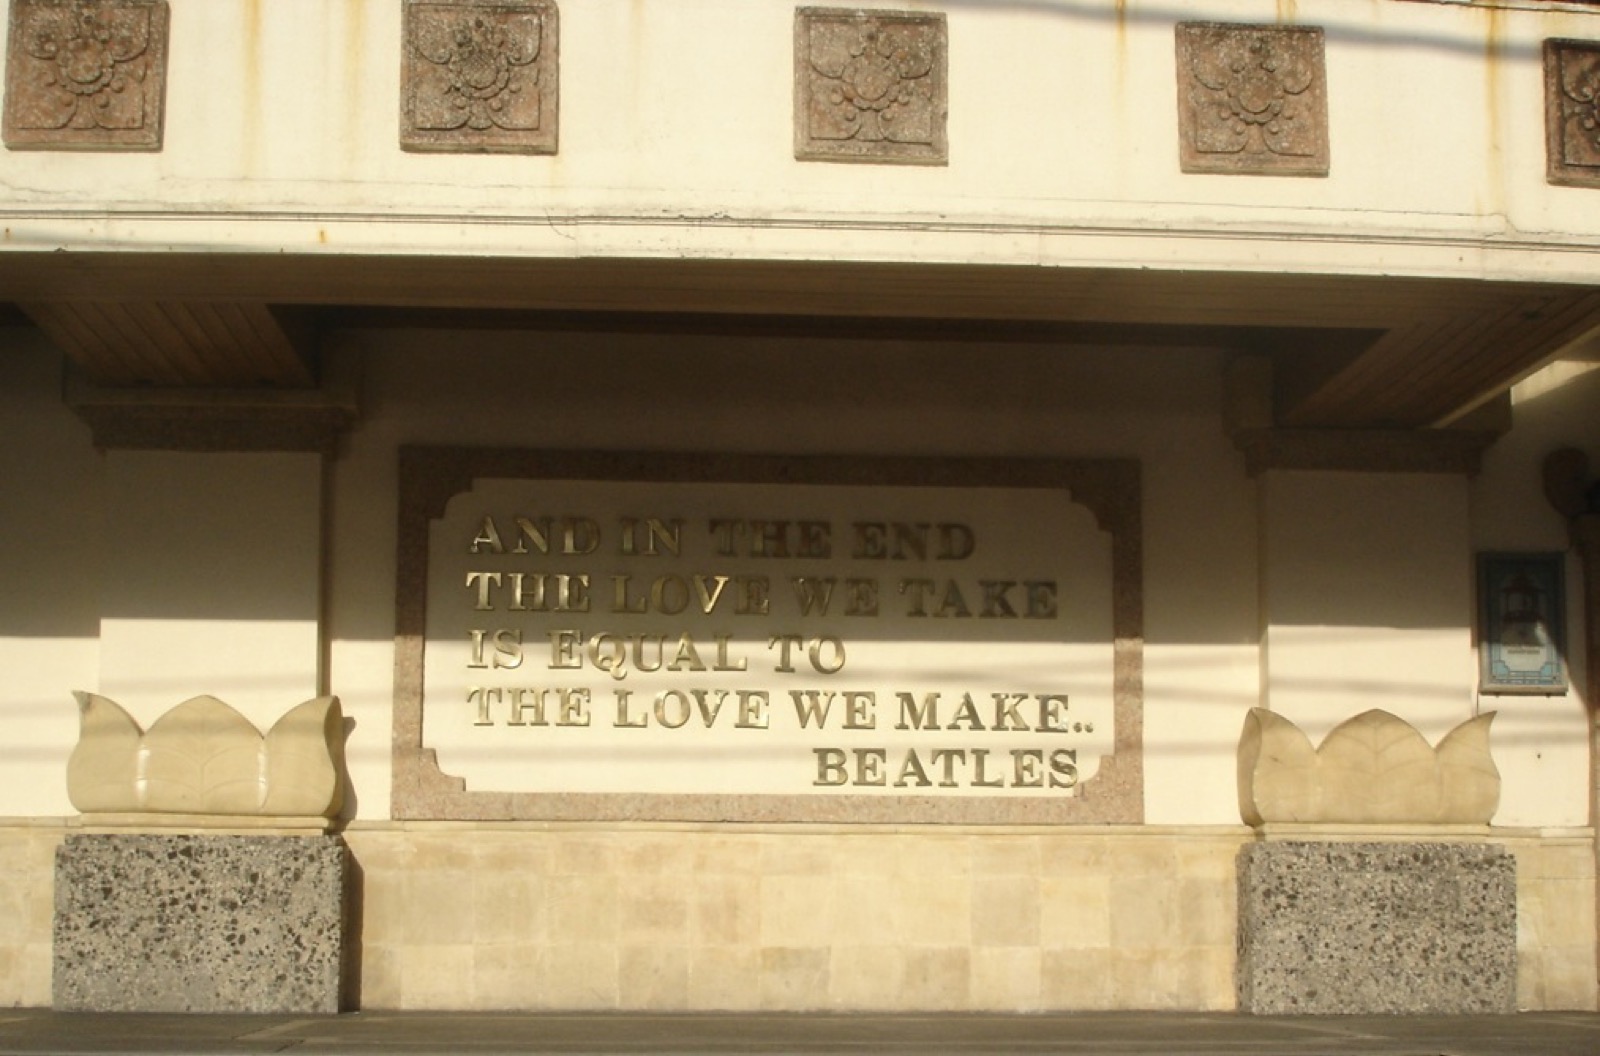 AND IN THE END
THE LOVE WE TAKE
IS EQUAL TO
THE LOVE WE MAKE..
BEATLES